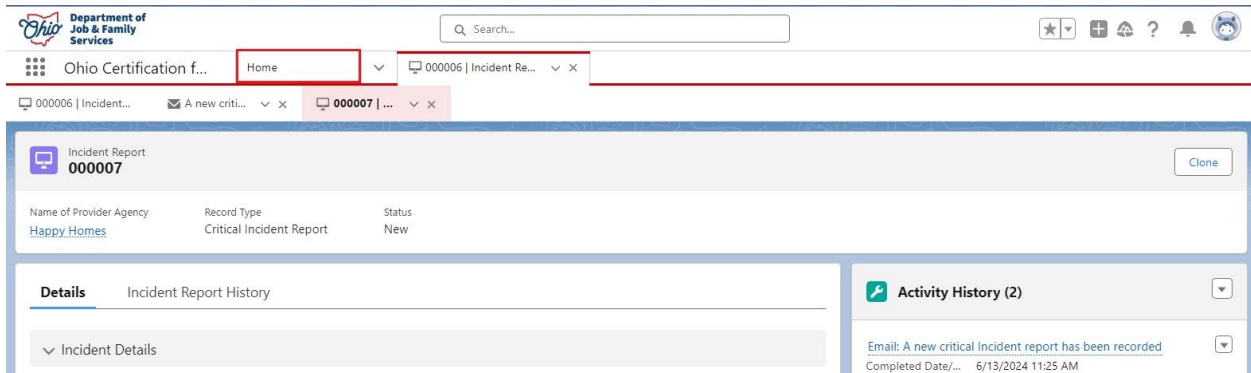 Ohio
Department of
Job & Family
Services
Search...
Ohio Certification f...
Home
000006 | Incident Re...
000006 | Incident...
A new criti...
000007 | ...
Incident Report
000007
Clone
Name of Provider Agency
Record Type
Status
Happy Homes
Critical Incident Report
New
Details
Incident Report History
Incident Details
Activity History (2)
Email: A new critical Incident report has been recorded
Completed Date/... 6/13/2024 11:25 AM